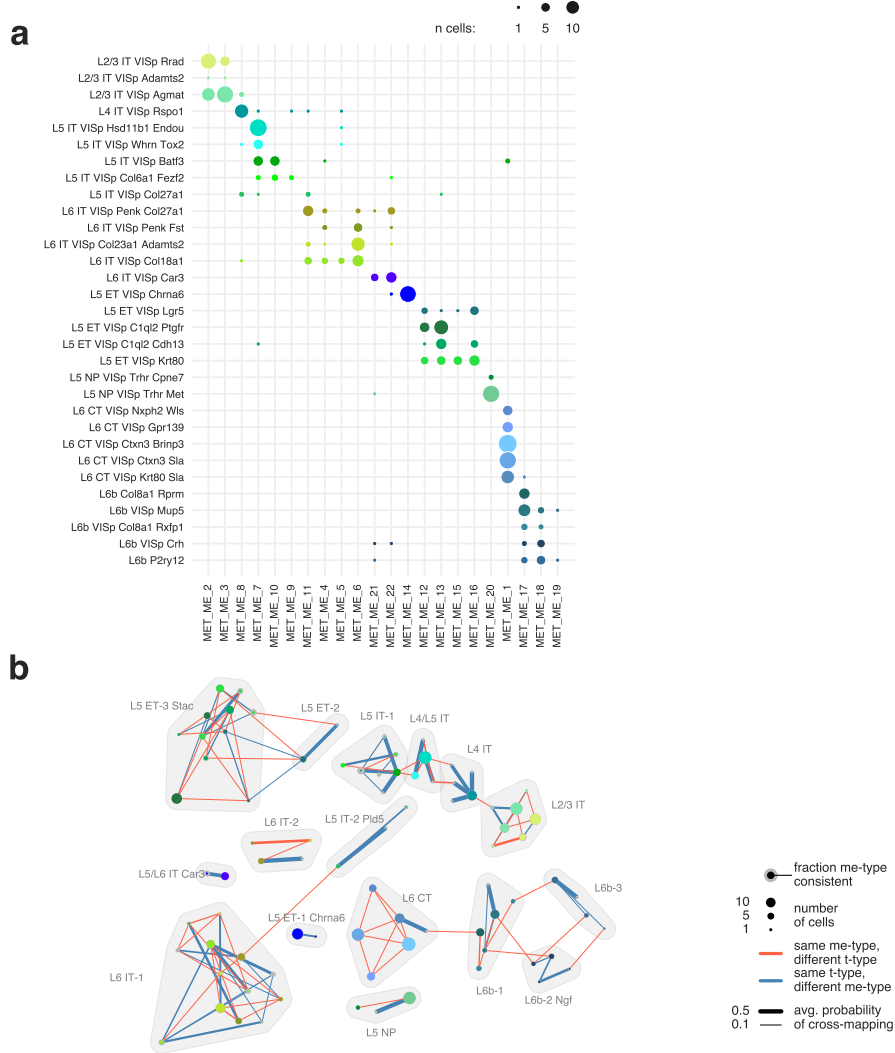 a
n cells:
1 5 10
L2/3 IT VISp Rrad
L2/3 IT VISp Adamts2
L2/3 IT VISp Agmat
L4 IT VISp Rspo1
L5 IT VISp Hsd11b1 Endou
L5 IT VISp Whrn Tox2
L5 IT VISp Batf3
L5 IT VISp Col6a1 Fezf2
L5 IT VISp Col27a1
L6 IT VISp Penk Col27a1
L6 IT VISp Penk Fst
L6 IT VISp Col23a1 Adamts2
L6 IT VISp Col18a1
L6 IT VISp Car3
L5 ET VISp Chrna6
L5 ET VISp Lgr5
L5 ET VISp C1ql2 Ptgfr
L5 ET VISp C1ql2 Cdh13
L5 ET VISp Krt80
L5 NP VISp Trhr Cpne7
L5 NP VISp Trhr Met
L6 CT VISp Nxph2 Wls
L6 CT VISp Gpr139
L6 CT VISp Ctxn3 Brinp3
L6 CT VISp Ctxn3 Sla
L6 CT VISp Krt80 Sla
L6b Col8a1 Rprm
L6b VISp Mup5
L6b VISp Col8a1 Rxfp1
L6b VISp Crh
L6b P2ry12
MET_ME_2
MET_ME_3
MET_ME_8
MET_ME_7
MET_ME_10
MET_ME_9
MET_ME_11
MET_ME_4
MET_ME_5
MET_ME_6
MET_ME_21
MET_ME_22
MET_ME_14
MET_ME_12
MET_ME_13
MET_ME_15
MET_ME_16
MET_ME_20
MET_ME_1
MET_ME_17
MET_ME_18
MET_ME_19
b
L5 ET-3 Stac
L5 ET-2
L5 IT-1
L4/L5 IT
L4 IT
L2/3 IT
L6 IT-2
L5 IT-2 Pld5
L5/L6 IT Car3
L6 CT
L6b-3
L5 ET-1 Chrna6
L6 IT-1
L6b-1
L6b-2 Ngf
L5 NP
fraction me-type
consistent
10
5
1
number
of cells
same me-type,
different t-type
same t-type,
different me-type
0.5 avg. probability
0.1 of cross-mapping